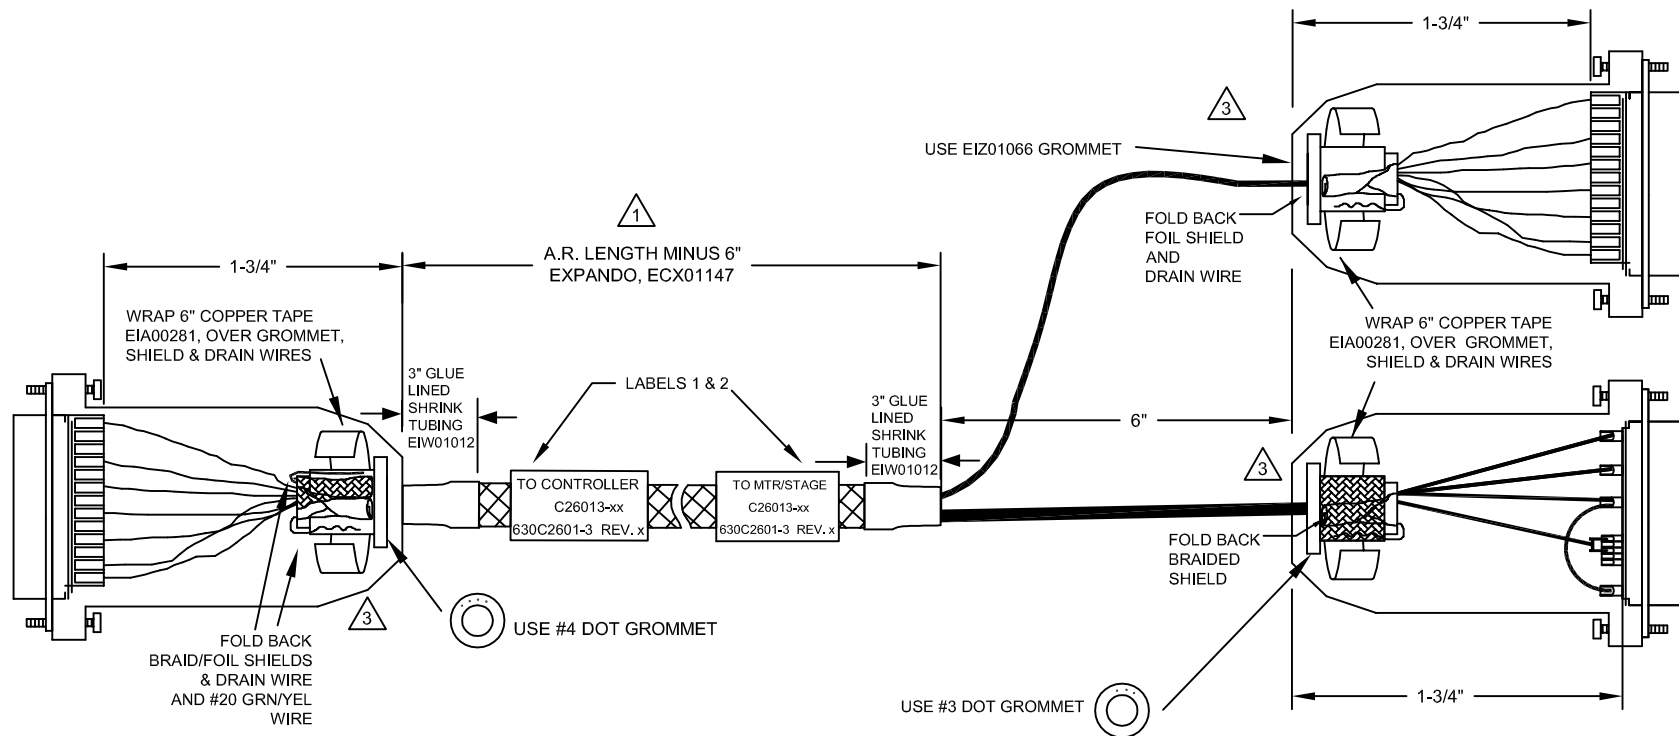 1-3/4"
3
USE EIZ01066 GROMMET
FOLD BACK
FOIL SHIELD
AND
DRAIN WIRE
1
A.R. LENGTH MINUS 6"
EXPANDO, ECX01147
1-3/4"
WRAP 6" COPPER TAPE
EIA00281, OVER GROMMET,
SHIELD & DRAIN WIRES
WRAP 6" COPPER TAPE
EIA00281, OVER GROMMET,
SHIELD & DRAIN WIRES
3" GLUE
LINED
SHRINK
TUBING
EIW01012
LABELS 1 & 2
3" GLUE
LINED
SHRINK
TUBING
EIW01012
6"
3
TO CONTROLLER
C26013-xx
630C2601-3 REV. x
TO MTR/STAGE
C26013-xx
630C2601-3 REV. x
FOLD BACK
BRAIDED
SHIELD
3
USE #4 DOT GROMMET
FOLD BACK
BRAID/FOIL SHIELDS
& DRAIN WIRE
AND #20 GRN/YEL
WIRE
USE #3 DOT GROMMET
1-3/4"